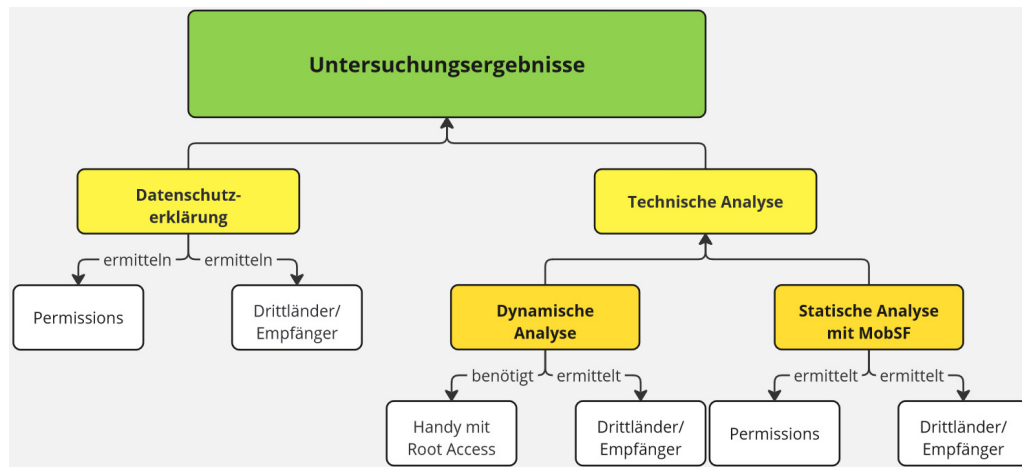 Untersuchungsergebnisse
Datenschutz-
erklärung
Technische Analyse
ermitteln
ermitteln
Permissions
Drittländer/
Empfänger
Dynamische
Analyse
Statische Analyse
mit MobSF
benötigt
ermittelt
ermittelt
ermittelt
Handy mit
Root Access
Drittländer/
Empfänger
Permissions
Drittländer/
Empfänger